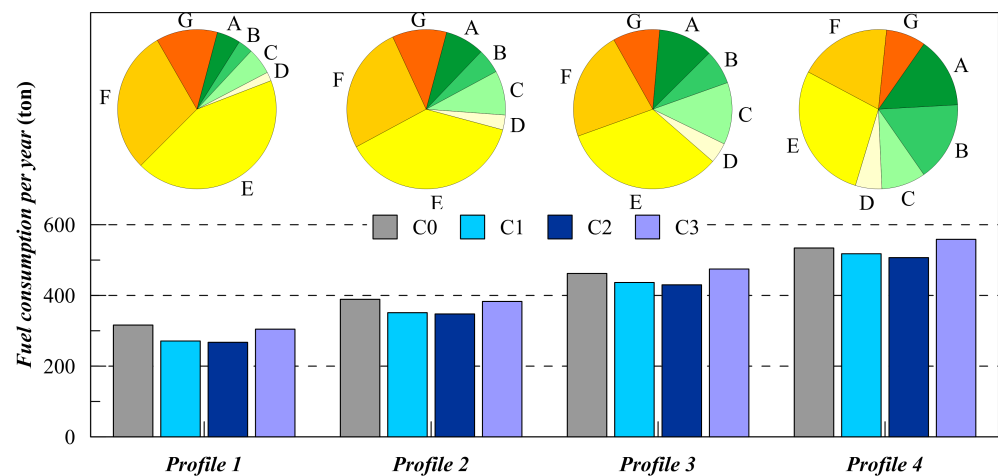 G A B C D E F
G A B C D E F
G A B C D E F
G A B C D E F
Fuel consumption per year (ton)
600
400
200
0
C0 C1 C2 C3
Profile 1 Profile 2 Profile 3 Profile 4